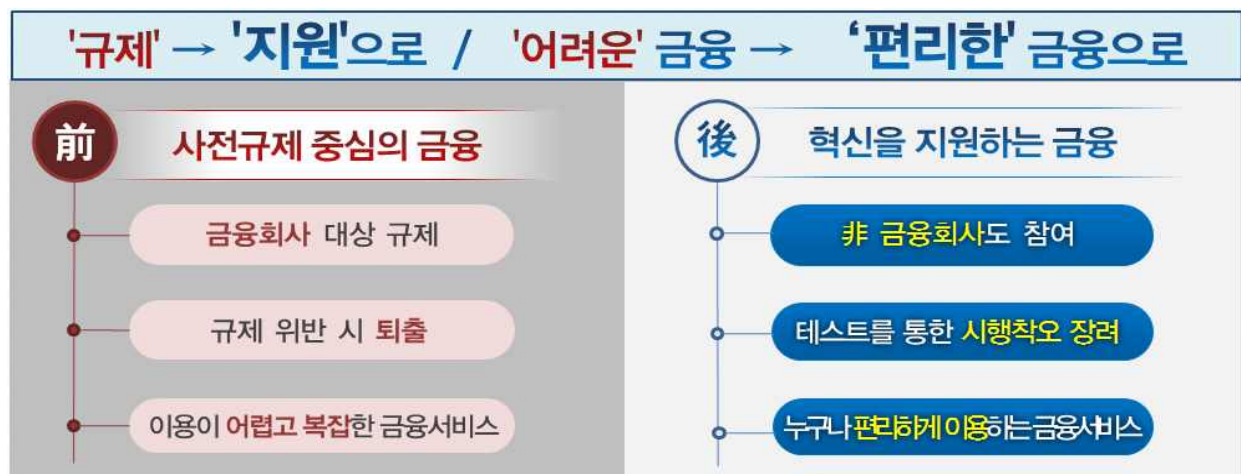 '규제' → '지원'으로 / '어려운' 금융 → ‘편리한' 금융으로
前 사전규제 중심의 금융
금융회사 대상 규제
규제 위반 시 퇴출
이용이 어렵고 복잡한 금융서비스
後 혁신을 지원하는 금융
非 금융회사도 참여
테스트를 통한 시행착오 장려
누구나 편리하게 이용하는 금융서비스